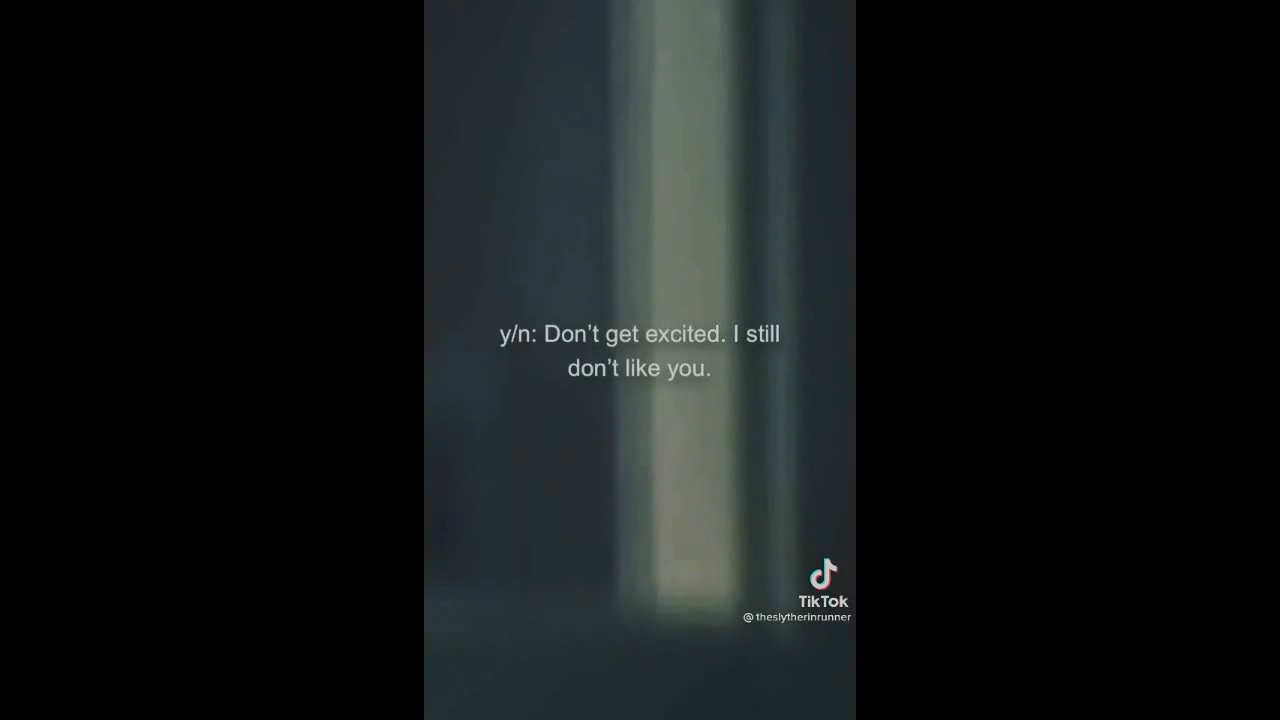 y/n: Don’t get excited. I still
don’t like you.
TikTok
@theslytherinrunner